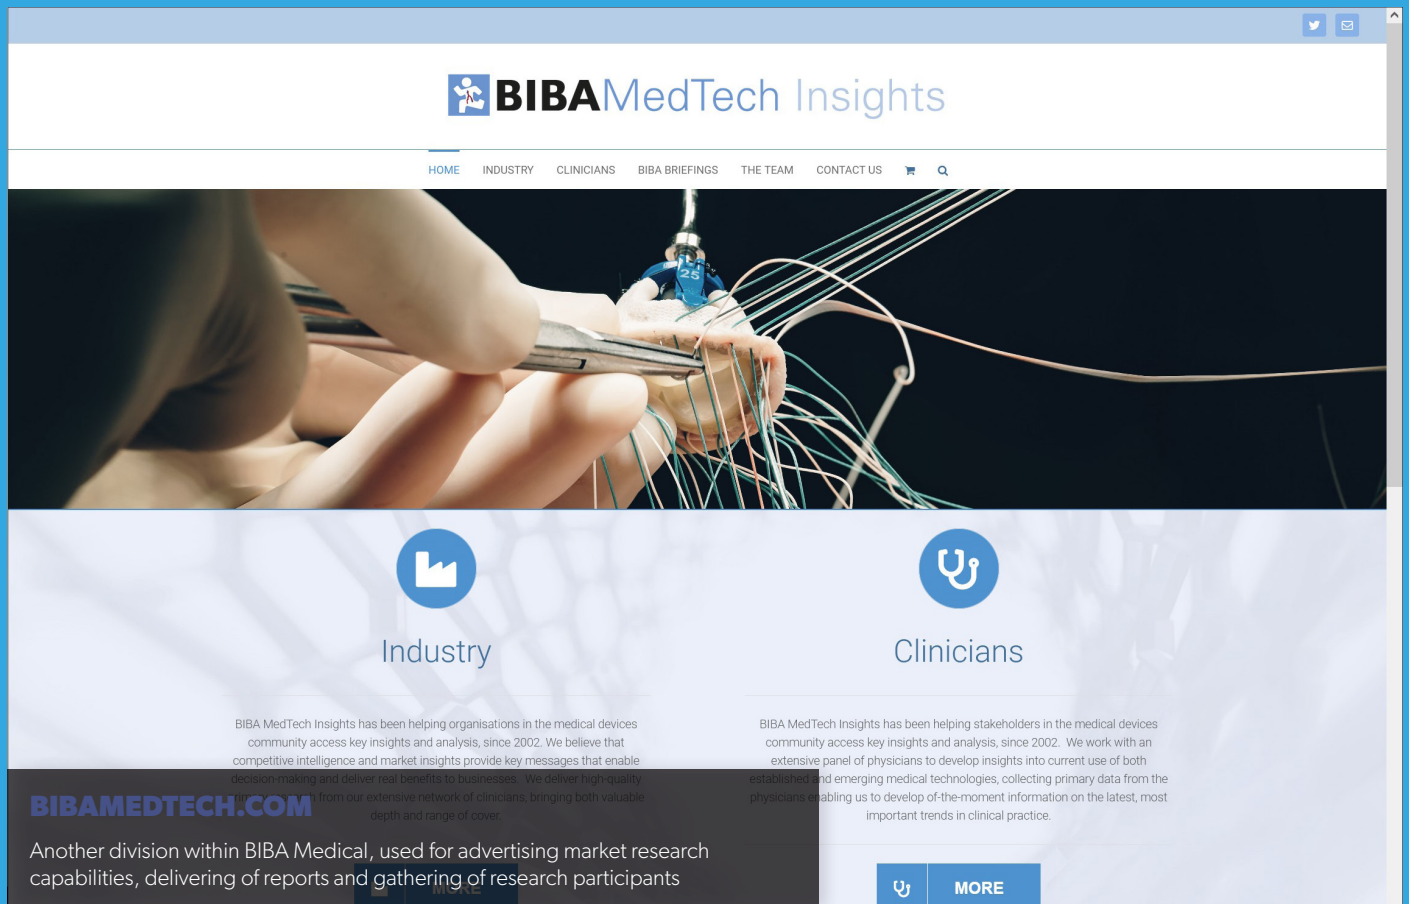 BIBAMedTech Insights
HOME INDUSTRY CLINICIANS BIBA BRIEFINGS THE TEAM CONTACT US
25
Industry
BIBA MedTech Insights has been helping organisations in the medical devices
community access key insights and analysis, since 2002. We believe that
competitive intelligence and market insights provide key messages that enable
decision-making and deliver real benefits to businesses. We deliver high-quality
primary research from our extensive network of clinicians, bringing both valuable
depth and range of cover.
MORE
Clinicians
BIBA MedTech Insights has been helping stakeholders in the medical devices
community access key insights and analysis, since 2002. We work with an
extensive panel of physicians to develop insights into current use of both
established and emerging medical technologies, collecting primary data from the
physicians enabling us to develop of-the-moment information on the latest, most
important trends in clinical practice.
MORE
BIBAMEDTECH.COM
Another division within BIBA Medical, used for advertising market research
capabilities, delivering of reports and gathering of research participants